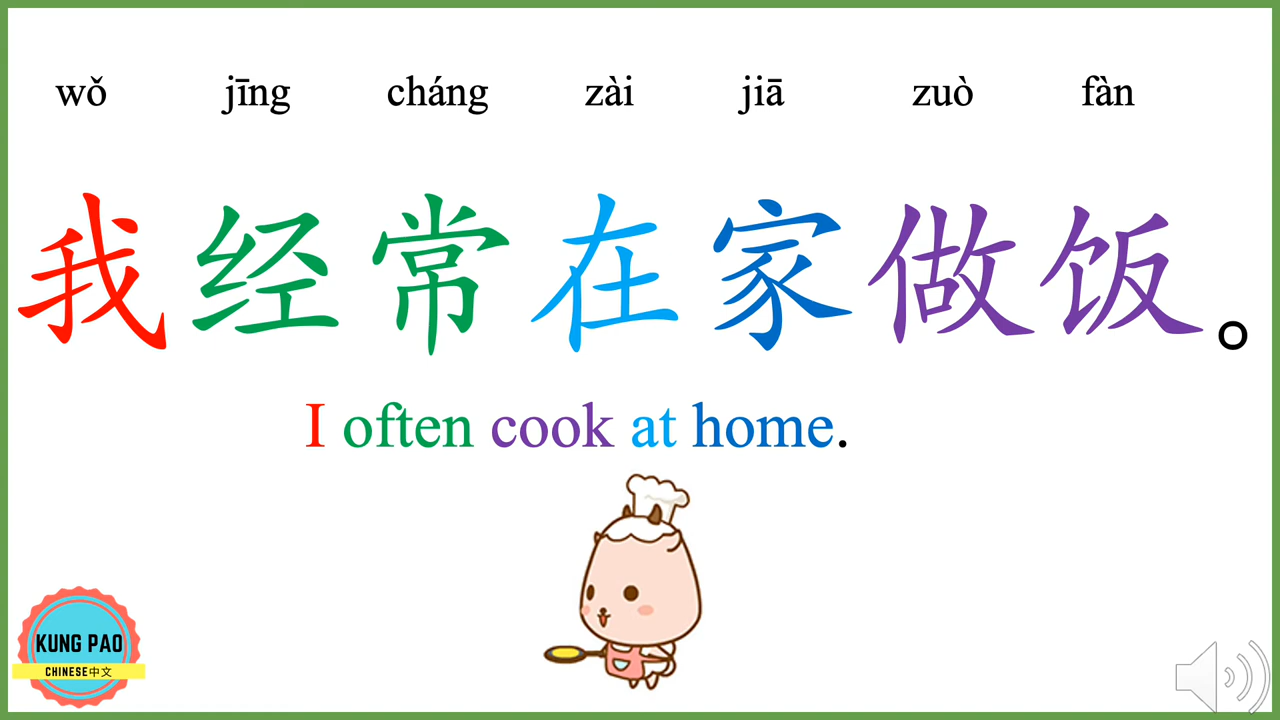 wǒ jīng cháng zài jiā zuò fàn
我经常在家做饭。
I often cook at home.
KUNG PAO
CHINESE中文